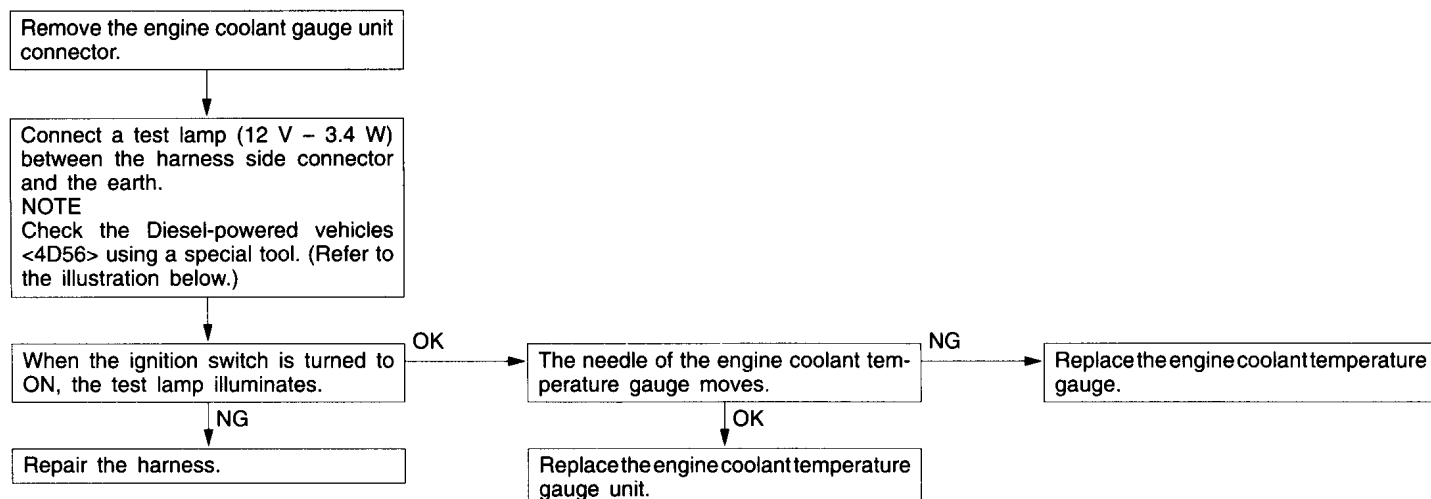 Remove the engine coolant gauge unit
connector.
Connect a test lamp (12 V – 3.4 W)
between the harness side connector
and the earth.
NOTE
Check the Diesel-powered vehicles
<4D56> using a special tool. (Refer to
the illustration below.)
When the ignition switch is turned to
ON, the test lamp illuminates.
OK
The needle of the engine coolant tem-
perature gauge moves.
NG
Replace the engine coolant temperature
gauge.
NG
OK
Repair the harness.
Replace the engine coolant temperature
gauge unit.